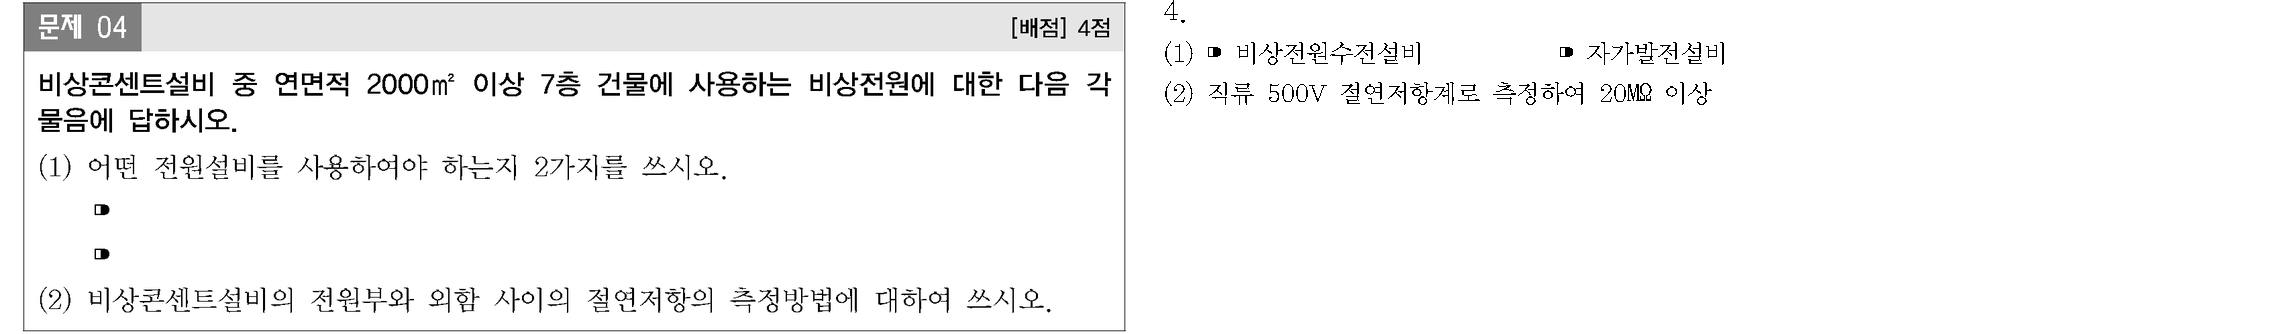 문제 04
[배점] 4점
비상콘센트설비 중 연면적 2000㎡ 이상 7층 건물에 사용하는 비상전원에 대한 다음 각
물음에 답하시오.
(1) 어떤 전원설비를 사용하여야 하는지 2가지를 쓰시오.
(2) 비상콘센트설비의 전원부와 외함 사이의 절연저항의 측정방법에 대하여 쓰시오.
4.
(1) 비상전원수전설비 자가발전설비
(2) 직류 500V 절연저항계로 측정하여 20MΩ 이상